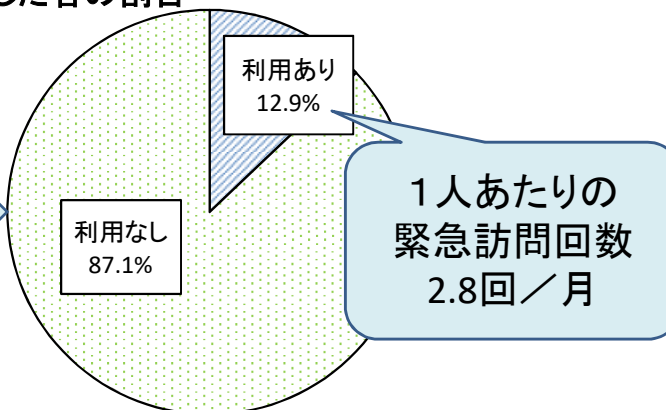 した者の割合
利用あり
12.9%
利用なし
87.1%
１人あたりの
緊急訪問回数
2.8回／月